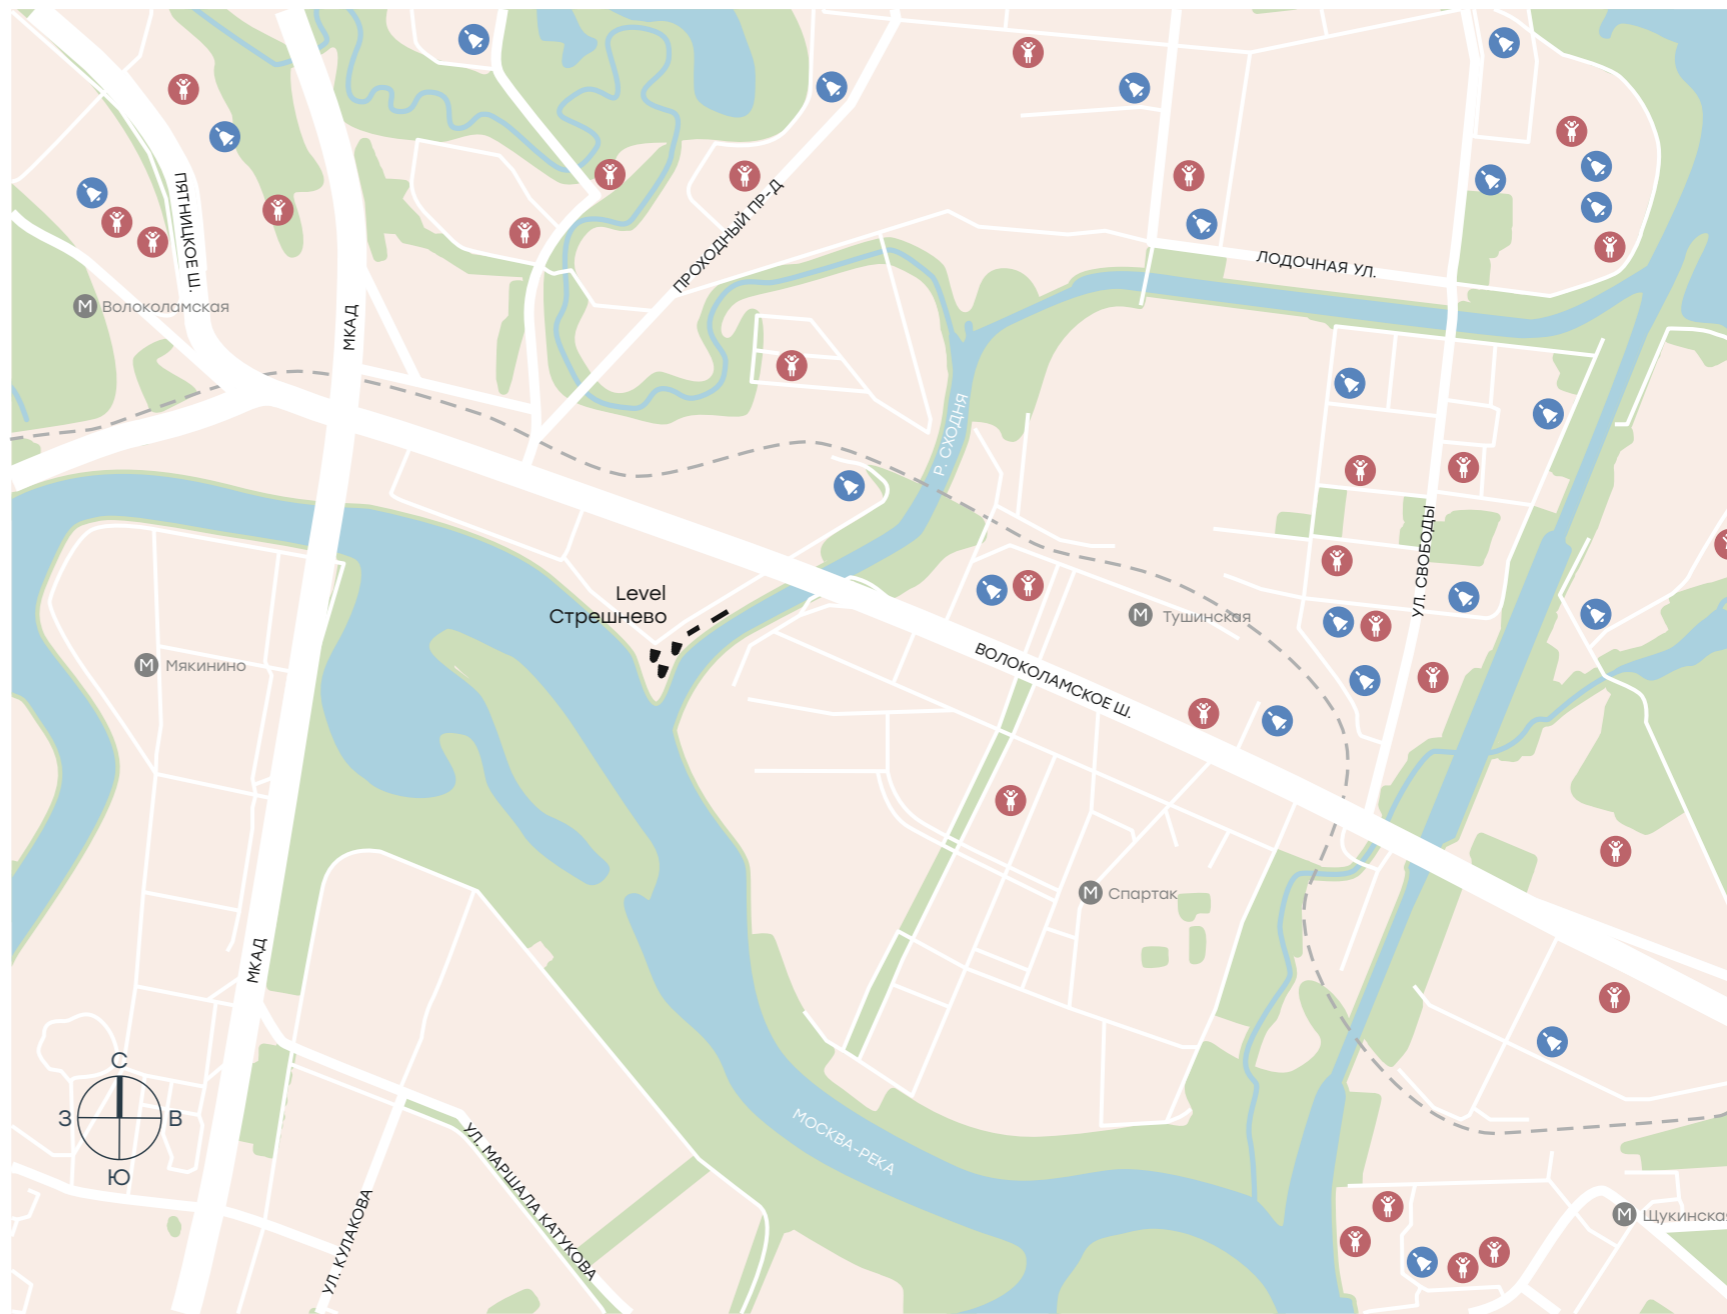 ПЯТНИЦКОЕ Ш.
ПРОХОДНЫЙ ПР-Д
ЛОДОЧНАЯ УЛ.
М Волоколамская
МКАД
Р. СХОДНЯ
УЛ. СВОБОДЫ
Level
Стрешнево
М Тушинская
М Мякинино
ВОЛОКОЛАМСКОЕ Ш.
М Спартак
МКАД
С
З
В
Ю
МОСКВА-РЕКА
УЛ. МАРШАЛА КАТУКОВА
УЛ. КУЛАКОВА
М Щукинская